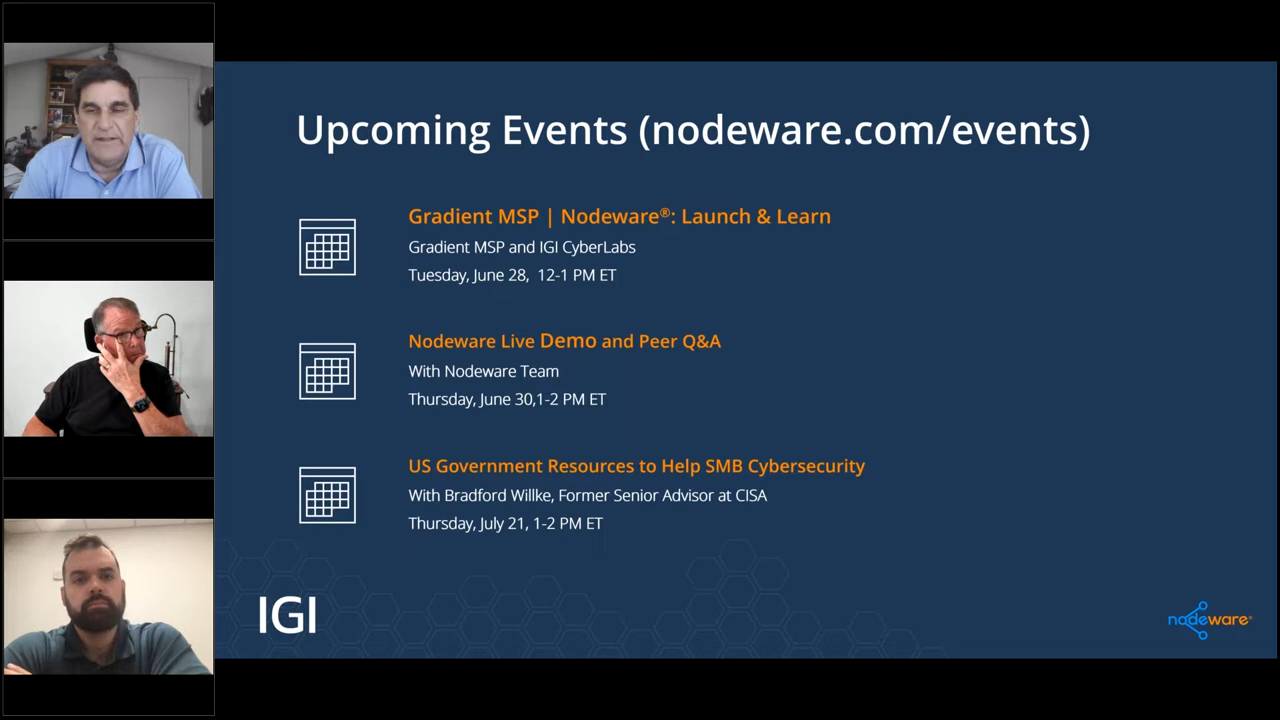 Upcoming Events (nodeware.com/events)
Gradient MSP | Nodeware®: Launch & Learn
Gradient MSP and IGI CyberLabs
Tuesday, June 28, 12-1 PM ET
Nodeware Live Demo and Peer Q&A
With Nodeware Team
Thursday, June 30,1-2 PM ET
US Government Resources to Help SMB Cybersecurity
With Bradford Willke, Former Senior Advisor at CISA
Thursday, July 21, 1-2 PM ET
IGI
nodeware®